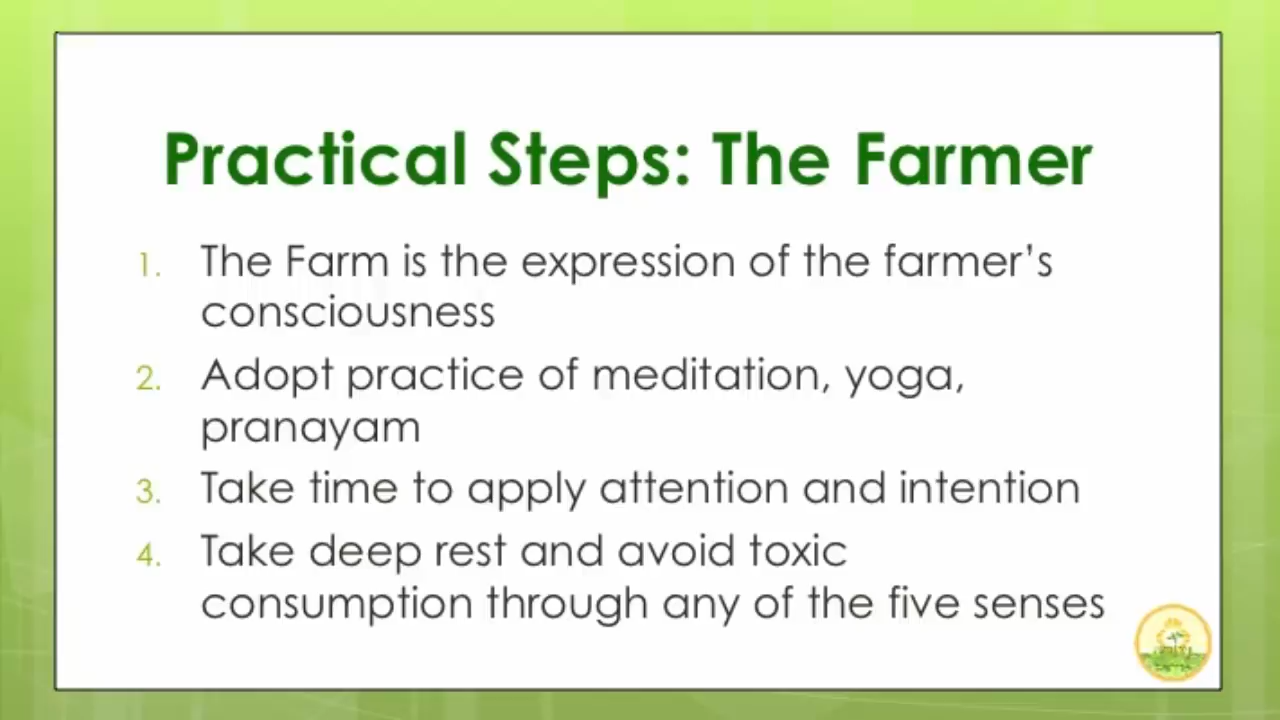 Practical Steps: The Farmer
1. The Farm is the expression of the farmer’s
consciousness
2. Adopt practice of meditation, yoga,
pranayam
3. Take time to apply attention and intention
4. Take deep rest and avoid toxic
consumption through any of the five senses